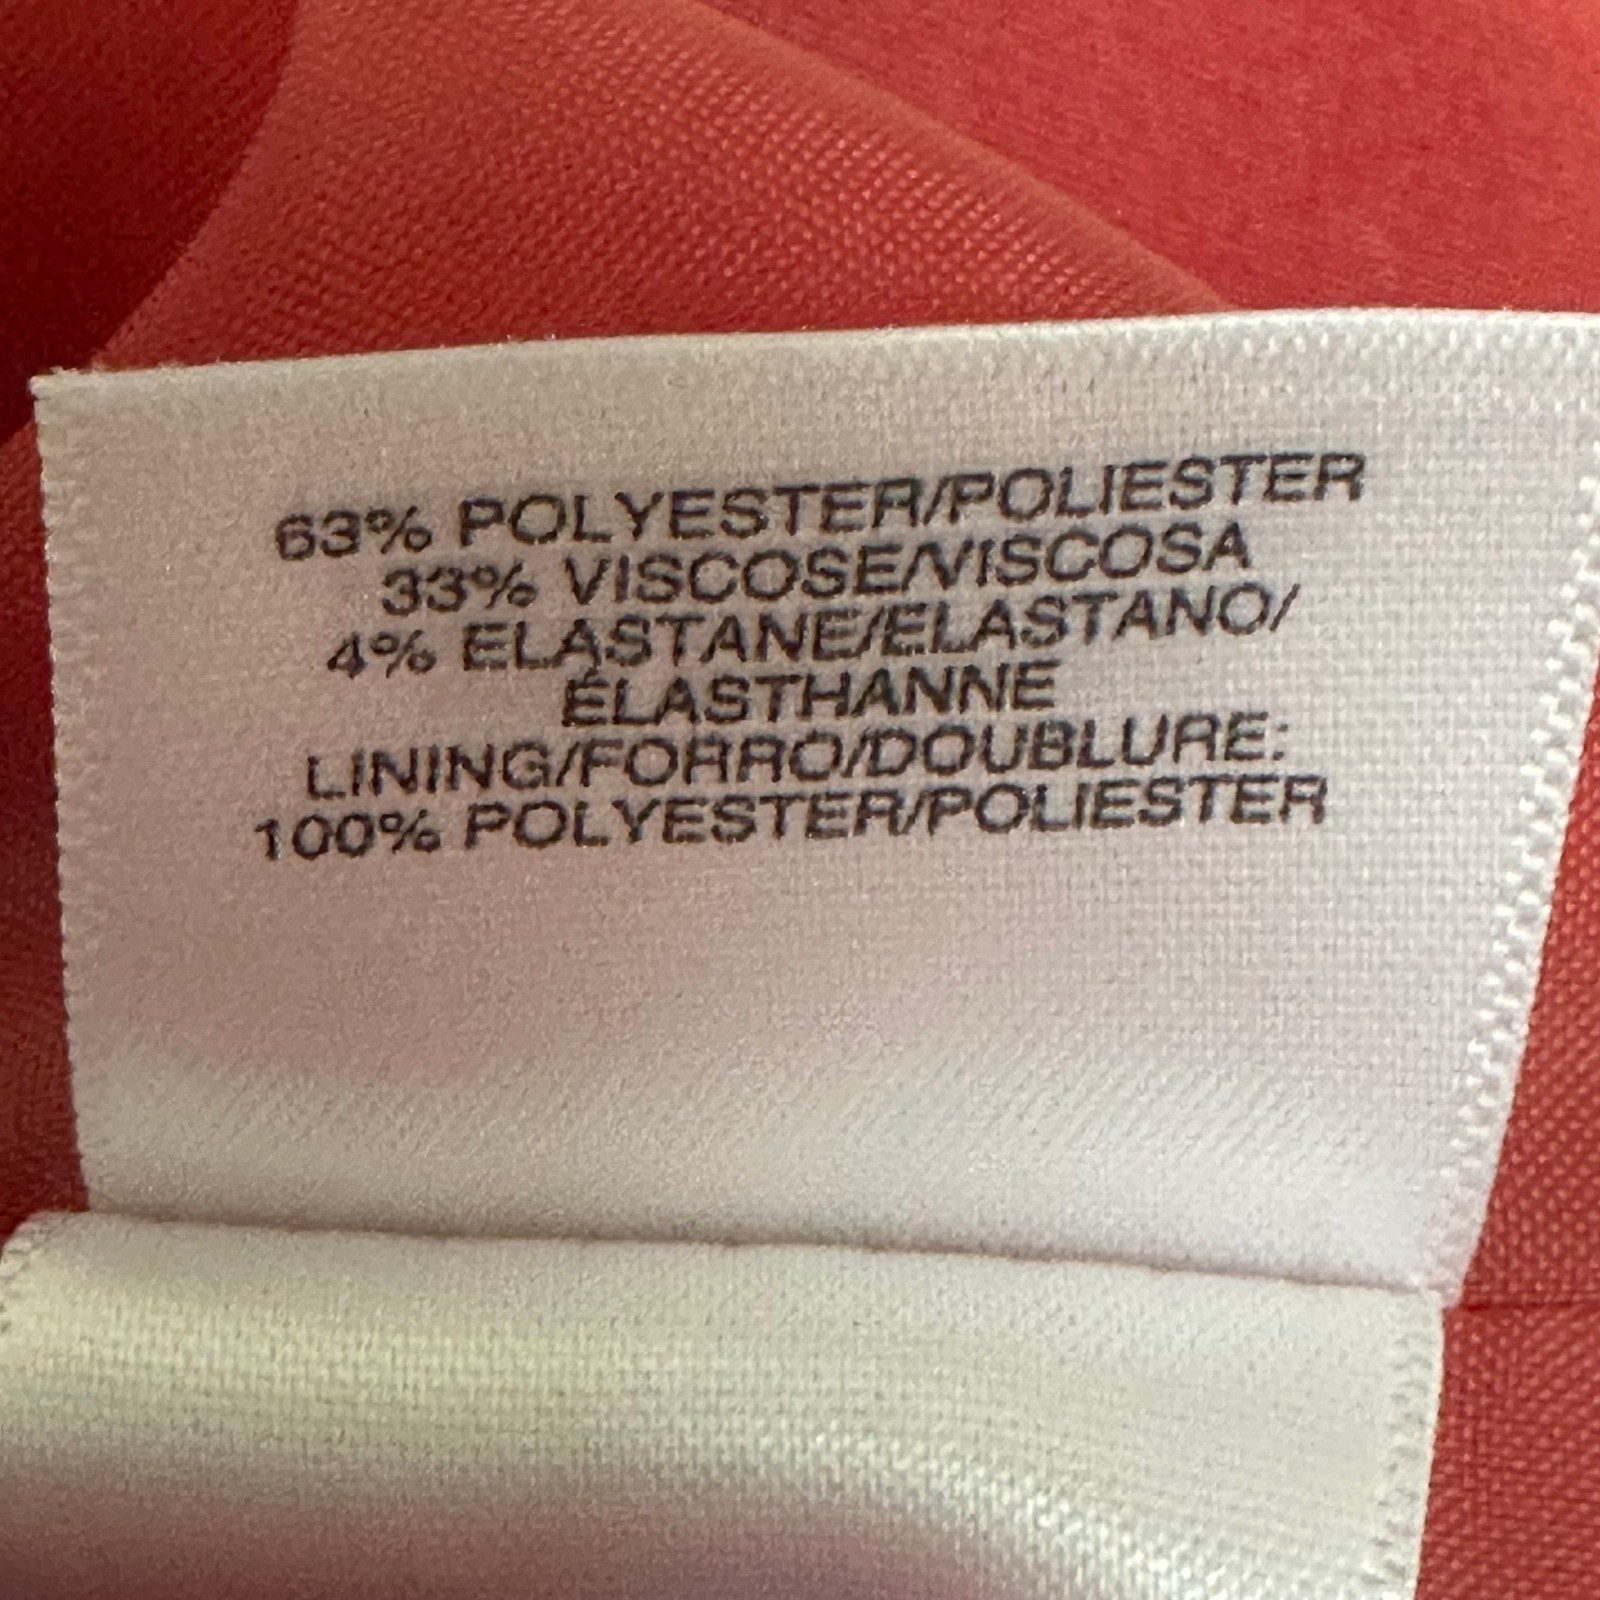 63% POLYESTER/POLIESTER
33% VISCOSE/VISCOSA
4% ELASTANE/ELASTANO/
ÉLASTHANNE
LINING/FORRO/DOUBLURE:
100% POLYESTER/POLIESTER